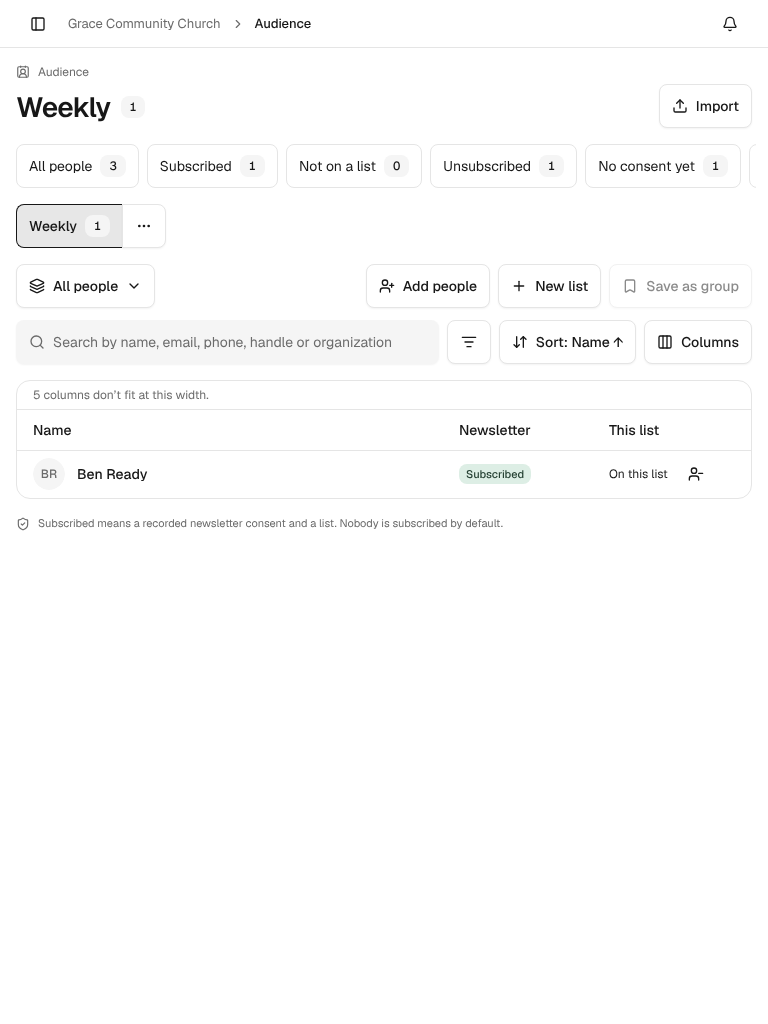 Grace Community Church > Audience
Audience
Weekly 1
Import
All people 3
Subscribed 1
Not on a list 0
Unsubscribed 1
No consent yet 1
Weekly 1
...
All people
Add people
New list
Save as group
Search by name, email, phone, handle or organization
Sort: Name ↑
Columns
5 columns don't fit at this width.
Name Newsletter This list
BR Ben Ready Subscribed On this list
Subscribed means a recorded newsletter consent and a list. Nobody is subscribed by default.